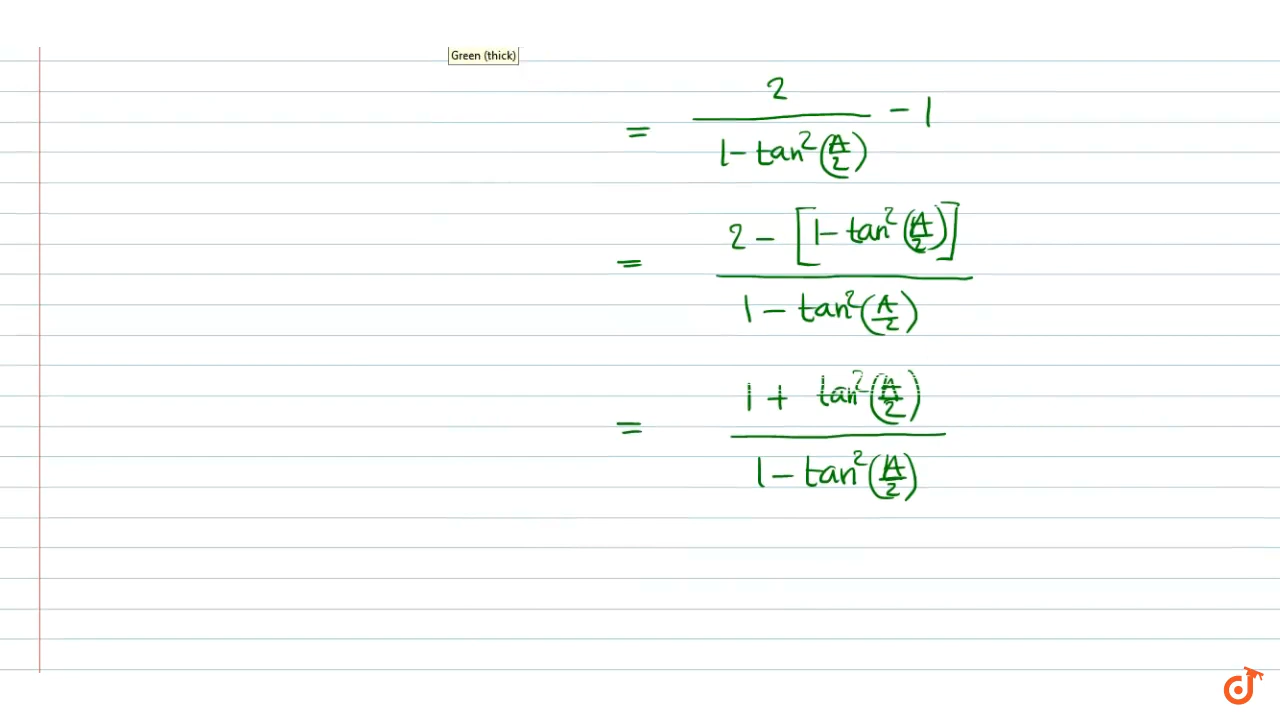 Green (thick)
= 2 / (1 - tan²(A/2)) - 1
= (2 - [1 - tan²(A/2)]) / (1 - tan²(A/2))
= (1 + tan²(A/2)) / (1 - tan²(A/2))